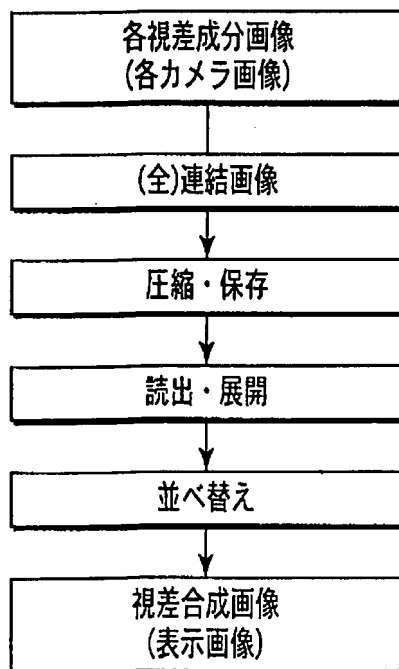 各視差成分画像
(各カメラ画像)
(全)連結画像
圧縮・保存
読出・展開
並べ替え
視差合成画像
(表示画像)